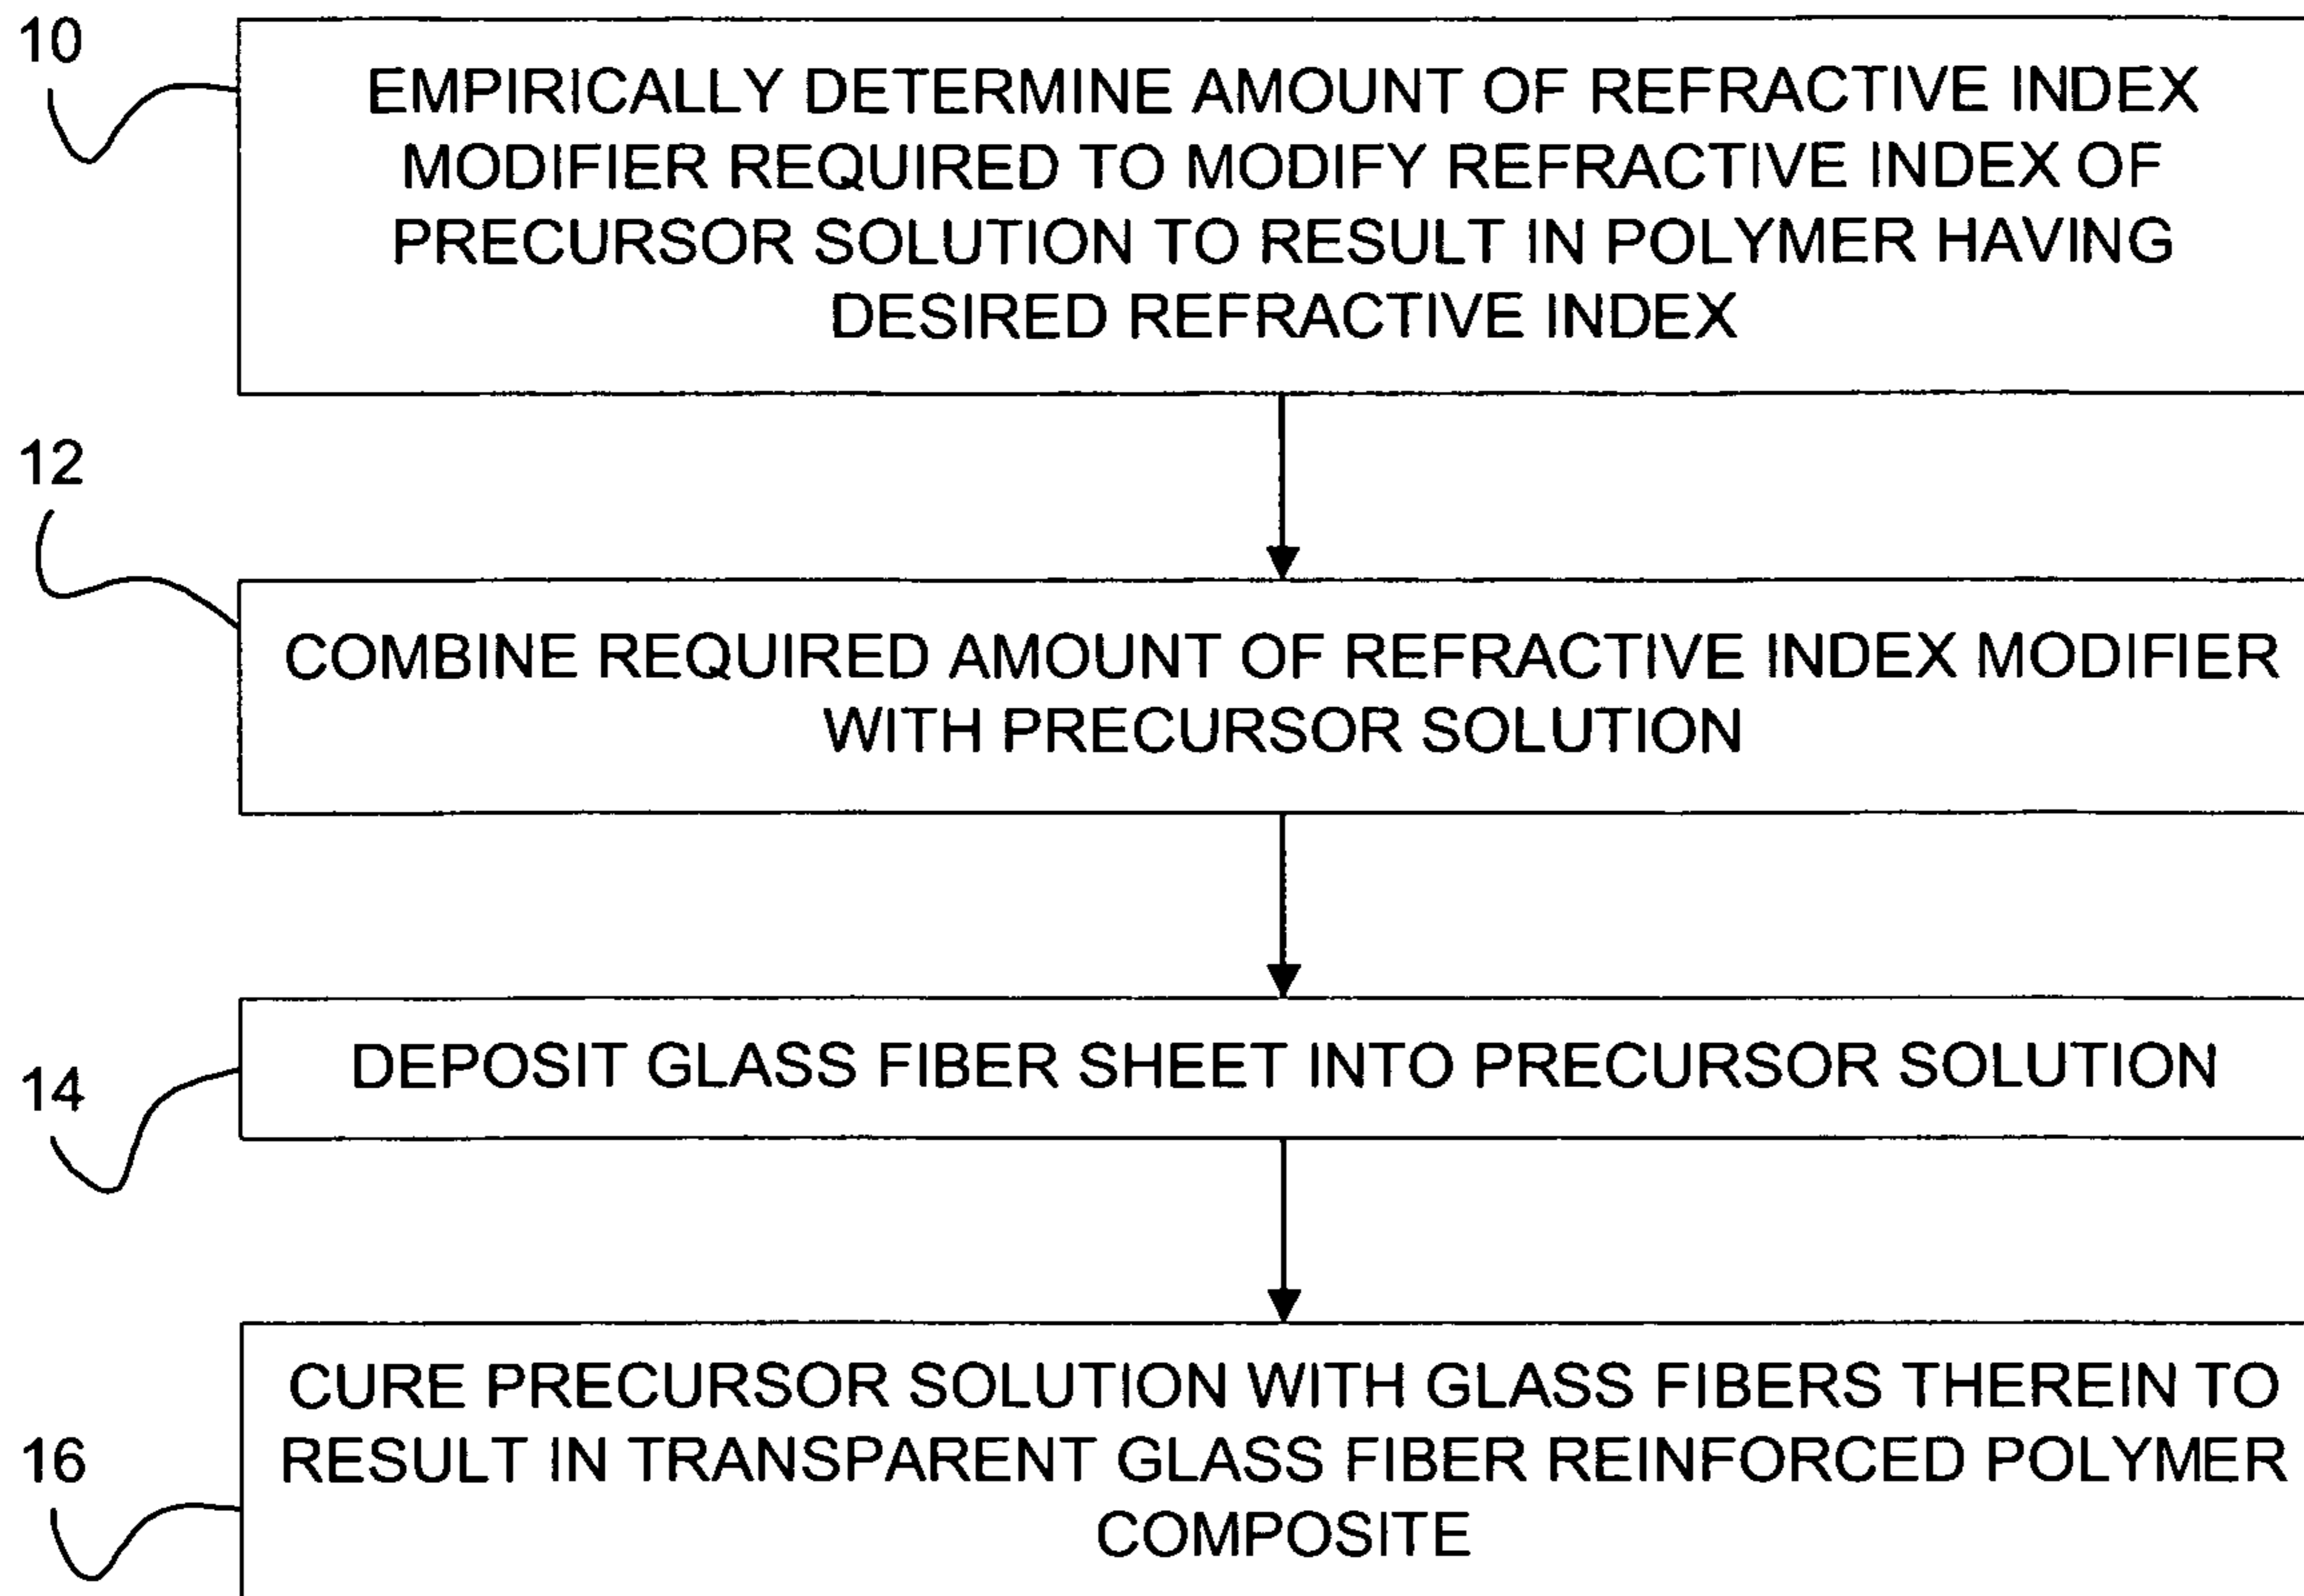 10
EMPIRICALLY DETERMINE AMOUNT OF REFRACTIVE INDEX
MODIFIER REQUIRED TO MODIFY REFRACTIVE INDEX OF
PRECURSOR SOLUTION TO RESULT IN POLYMER HAVING
DESIRED REFRACTIVE INDEX
12
COMBINE REQUIRED AMOUNT OF REFRACTIVE INDEX MODIFIER
WITH PRECURSOR SOLUTION
14
DEPOSIT GLASS FIBER SHEET INTO PRECURSOR SOLUTION
16
CURE PRECURSOR SOLUTION WITH GLASS FIBERS THEREIN TO
RESULT IN TRANSPARENT GLASS FIBER REINFORCED POLYMER
COMPOSITE